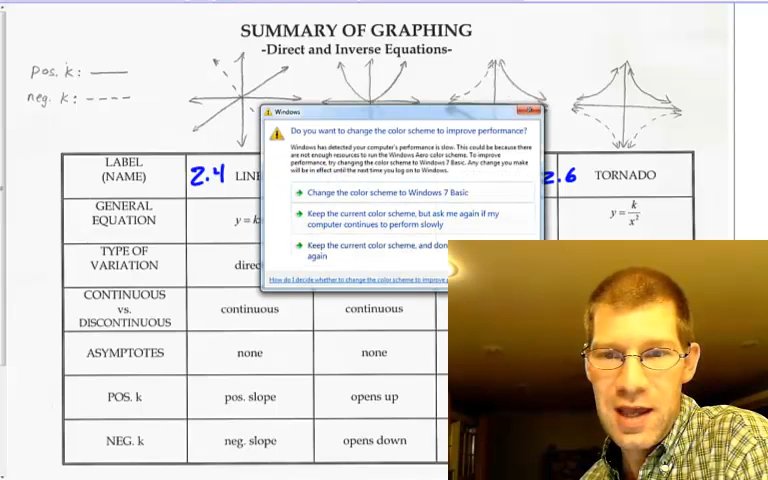 SUMMARY OF GRAPHING
-Direct and Inverse Equations-
pos. k:
neg. k:
Windows
Do you want to change the color scheme to improve performance?
Windows has detected your computer's performance is slow. This could be because there are not enough resources to run the Windows Aero color scheme. To improve performance, try changing the color scheme to Windows 7 Basic. Any change you make will be in effect until the next time you log on to Windows.
Change the color scheme to Windows 7 Basic
Keep the current color scheme, but ask me again if my
computer continues to perform slowly
Keep the current color scheme, and don
again
How do I decide whether to change the color scheme to improve
LABEL
(NAME)
2.4 LINE
2.6 TORNADO
GENERAL
EQUATION
y = k
y = k/x²
TYPE OF
VARIATION
direc
CONTINUOUS
vs.
DISCONTINUOUS
continuous
continuous
ASYMPTOTES
none
none
POS. k
pos. slope
opens up
NEG. k
neg. slope
opens down